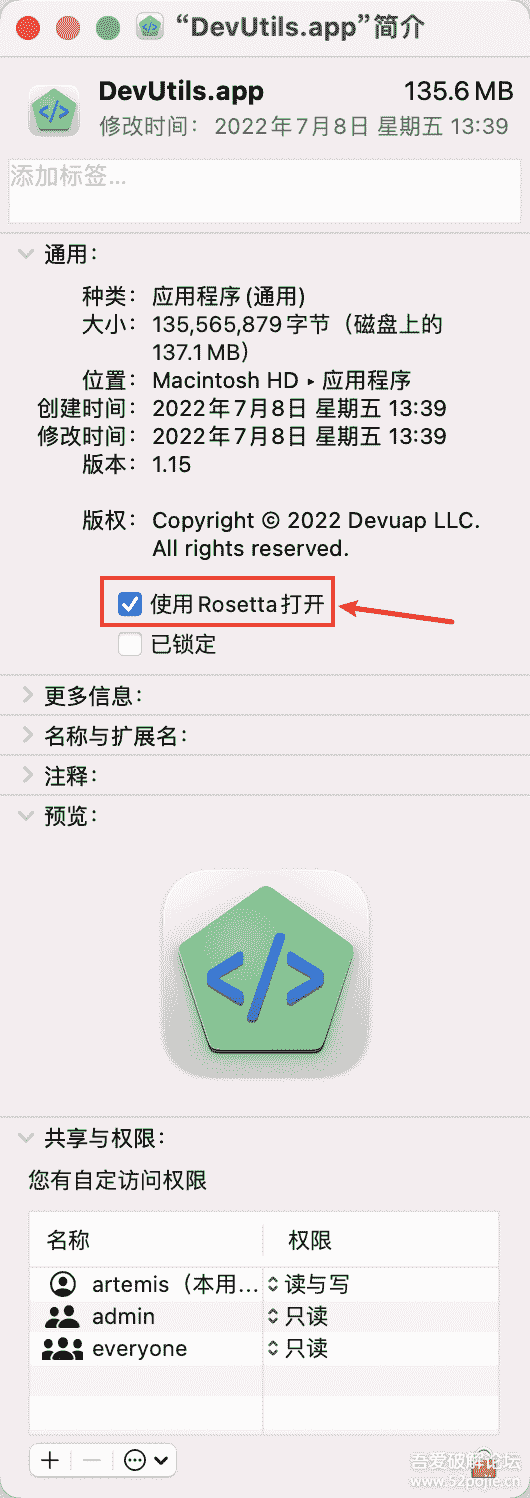 “DevUtils.app”简介
DevUtils.app 135.6 MB
修改时间： 2022年7月8日 星期五 13:39
添加标签…
通用：
种类： 应用程序 (通用)
大小： 135,565,879 字节（磁盘上的
137.1 MB）
位置： Macintosh HD ▸ 应用程序
创建时间： 2022年7月8日 星期五 13:39
修改时间： 2022年7月8日 星期五 13:39
版本： 1.15
版权： Copyright © 2022 Devuap LLC.
All rights reserved.
使用 Rosetta 打开
已锁定
更多信息：
名称与扩展名：
注释：
预览：
</>
共享与权限：
您有自定访问权限
名称 权限
artemis（本用… 读与写
admin 只读
everyone 只读
吾爱破解论坛
www.52pojie.cn